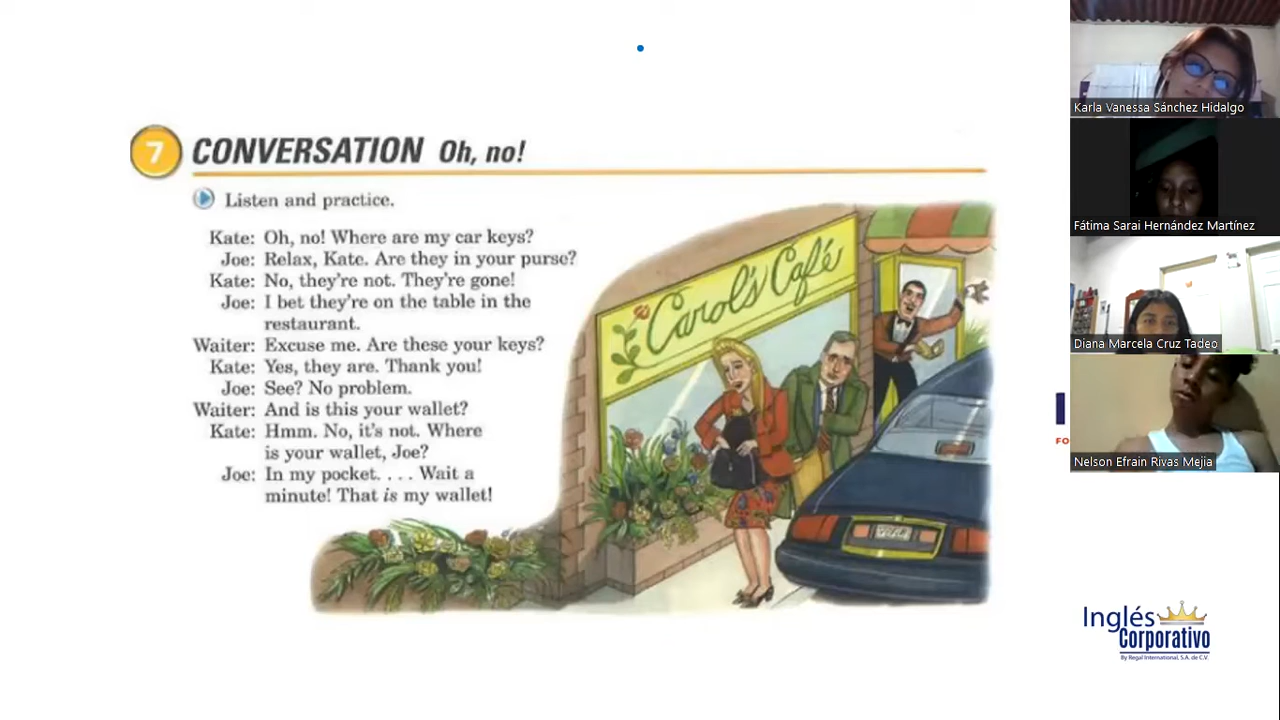 7 CONVERSATION Oh, no!
Listen and practice.
Kate: Oh, no! Where are my car keys?
Joe: Relax, Kate. Are they in your purse?
Kate: No, they're not. They're gone!
Joe: I bet they're on the table in the
restaurant.
Waiter: Excuse me. Are these your keys?
Kate: Yes, they are. Thank you!
Joe: See? No problem.
Waiter: And is this your wallet?
Kate: Hmm. No, it's not. Where
is your wallet, Joe?
Joe: In my pocket. . . . Wait a
minute! That is my wallet!
Carol's Café
Karla Vanessa Sánchez Hidalgo
Fátima Sarai Hernández Martínez
Diana Marcela Cruz Tadeo
Nelson Efrain Rivas Mejia
Inglés
Corporativo
By Regal International, S.A. de C.V.